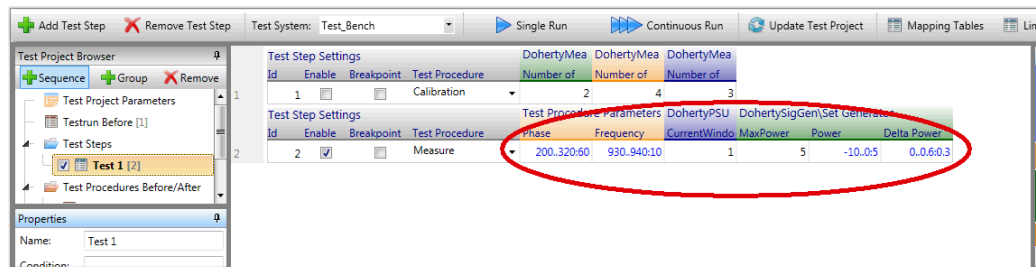 Add Test Step Remove Test Step Test System: Test_Bench Single Run Continuous Run Update Test Project Mapping Tables Lin
Test Project Browser
Sequence Group Remove
Test Project Parameters
Testrun Before [1]
Test Steps
Test 1 [2]
Test Procedures Before/After
Properties
Name: Test 1
Condition:
Test Step Settings DohertyMea DohertyMea DohertyMea
Id Enable Breakpoint Test Procedure Number of Number of Number of
1 1 Calibration 2 4 3
Test Step Settings Test Procedure Parameters DohertyPSU DohertySigGen\Set Generator
Id Enable Breakpoint Test Procedure Phase Frequency CurrentWindo MaxPower Power Delta Power
2 2 Measure 200..320:60 930..940:10 1 5 -10..0:5 0..0.6:0.3